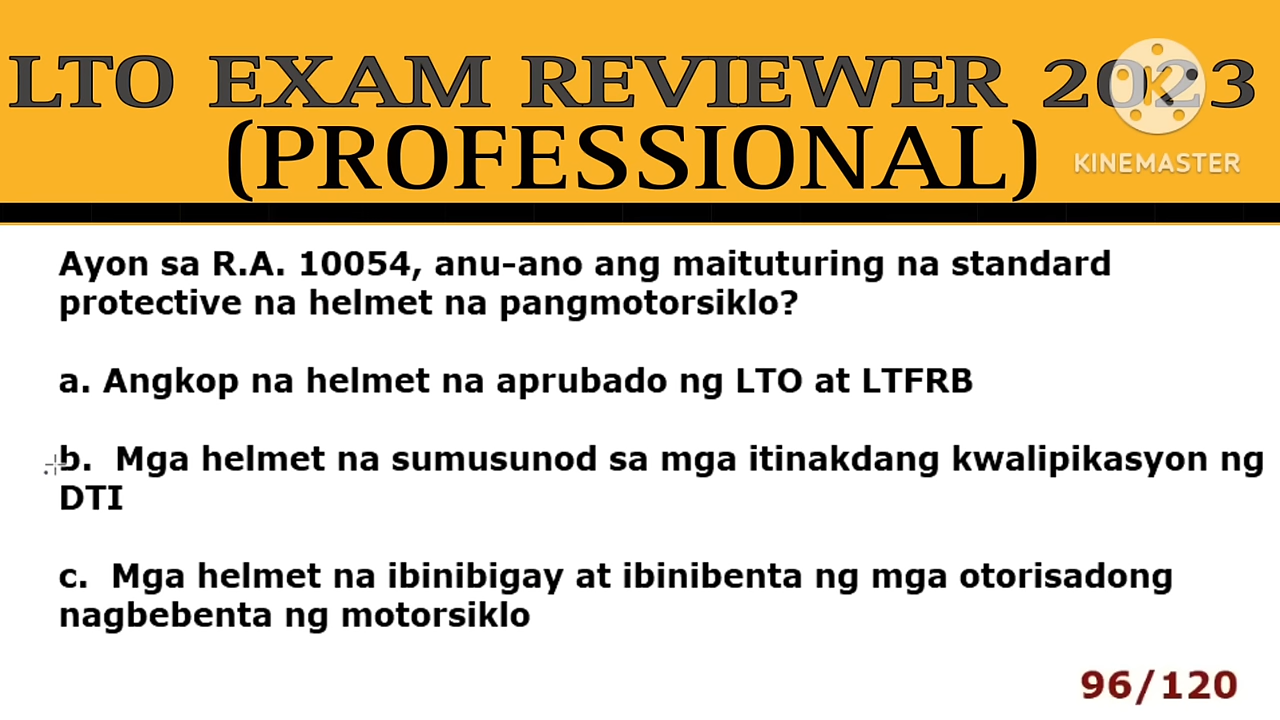 LTO EXAM REVIEWER 2023
(PROFESSIONAL)
KINEMASTER
Ayon sa R.A. 10054, anu-ano ang maituturing na standard
protective na helmet na pangmotorsiklo?
a. Angkop na helmet na aprubado ng LTO at LTFRB
b. Mga helmet na sumusunod sa mga itinakdang kwalipikasyon ng
DTI
c. Mga helmet na ibinibigay at ibinibenta ng mga otorisadong
nagbebenta ng motorsiklo
96/120